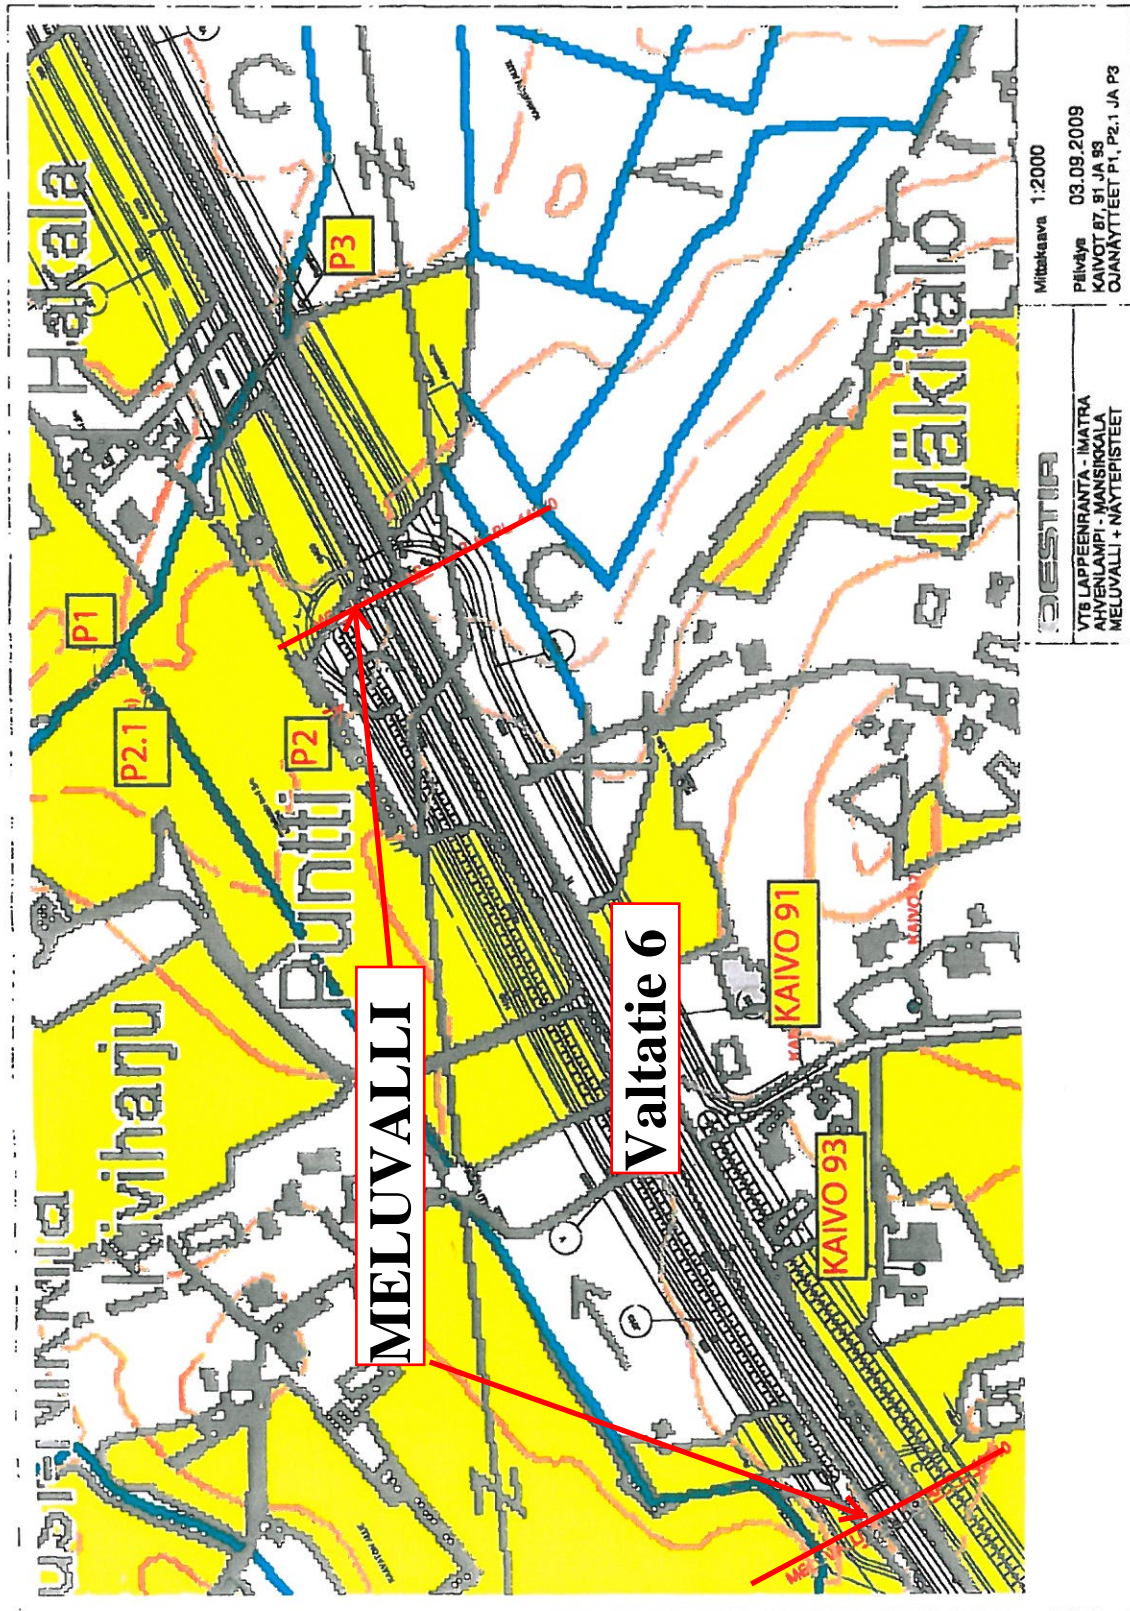 Hakala
P3
P1
P2.1
P2
Puntti
Kiviharju
MELUVALLI
Valtatie 6
KAIVO 91
KAIVO 93
KAIVO
Mäkitalo
DESTIA
VT6 LAPPEENRANTA - IMATRA
AHVENLAMPI - MANSIKKALA
MELUVALLI + NÄYTEPISTEET
Mittakaava 1:2000
Päiväys 03.09.2009
KAIVOT 87, 91 JA 93
OJANÄYTTEET P1, P2.1 JA P3